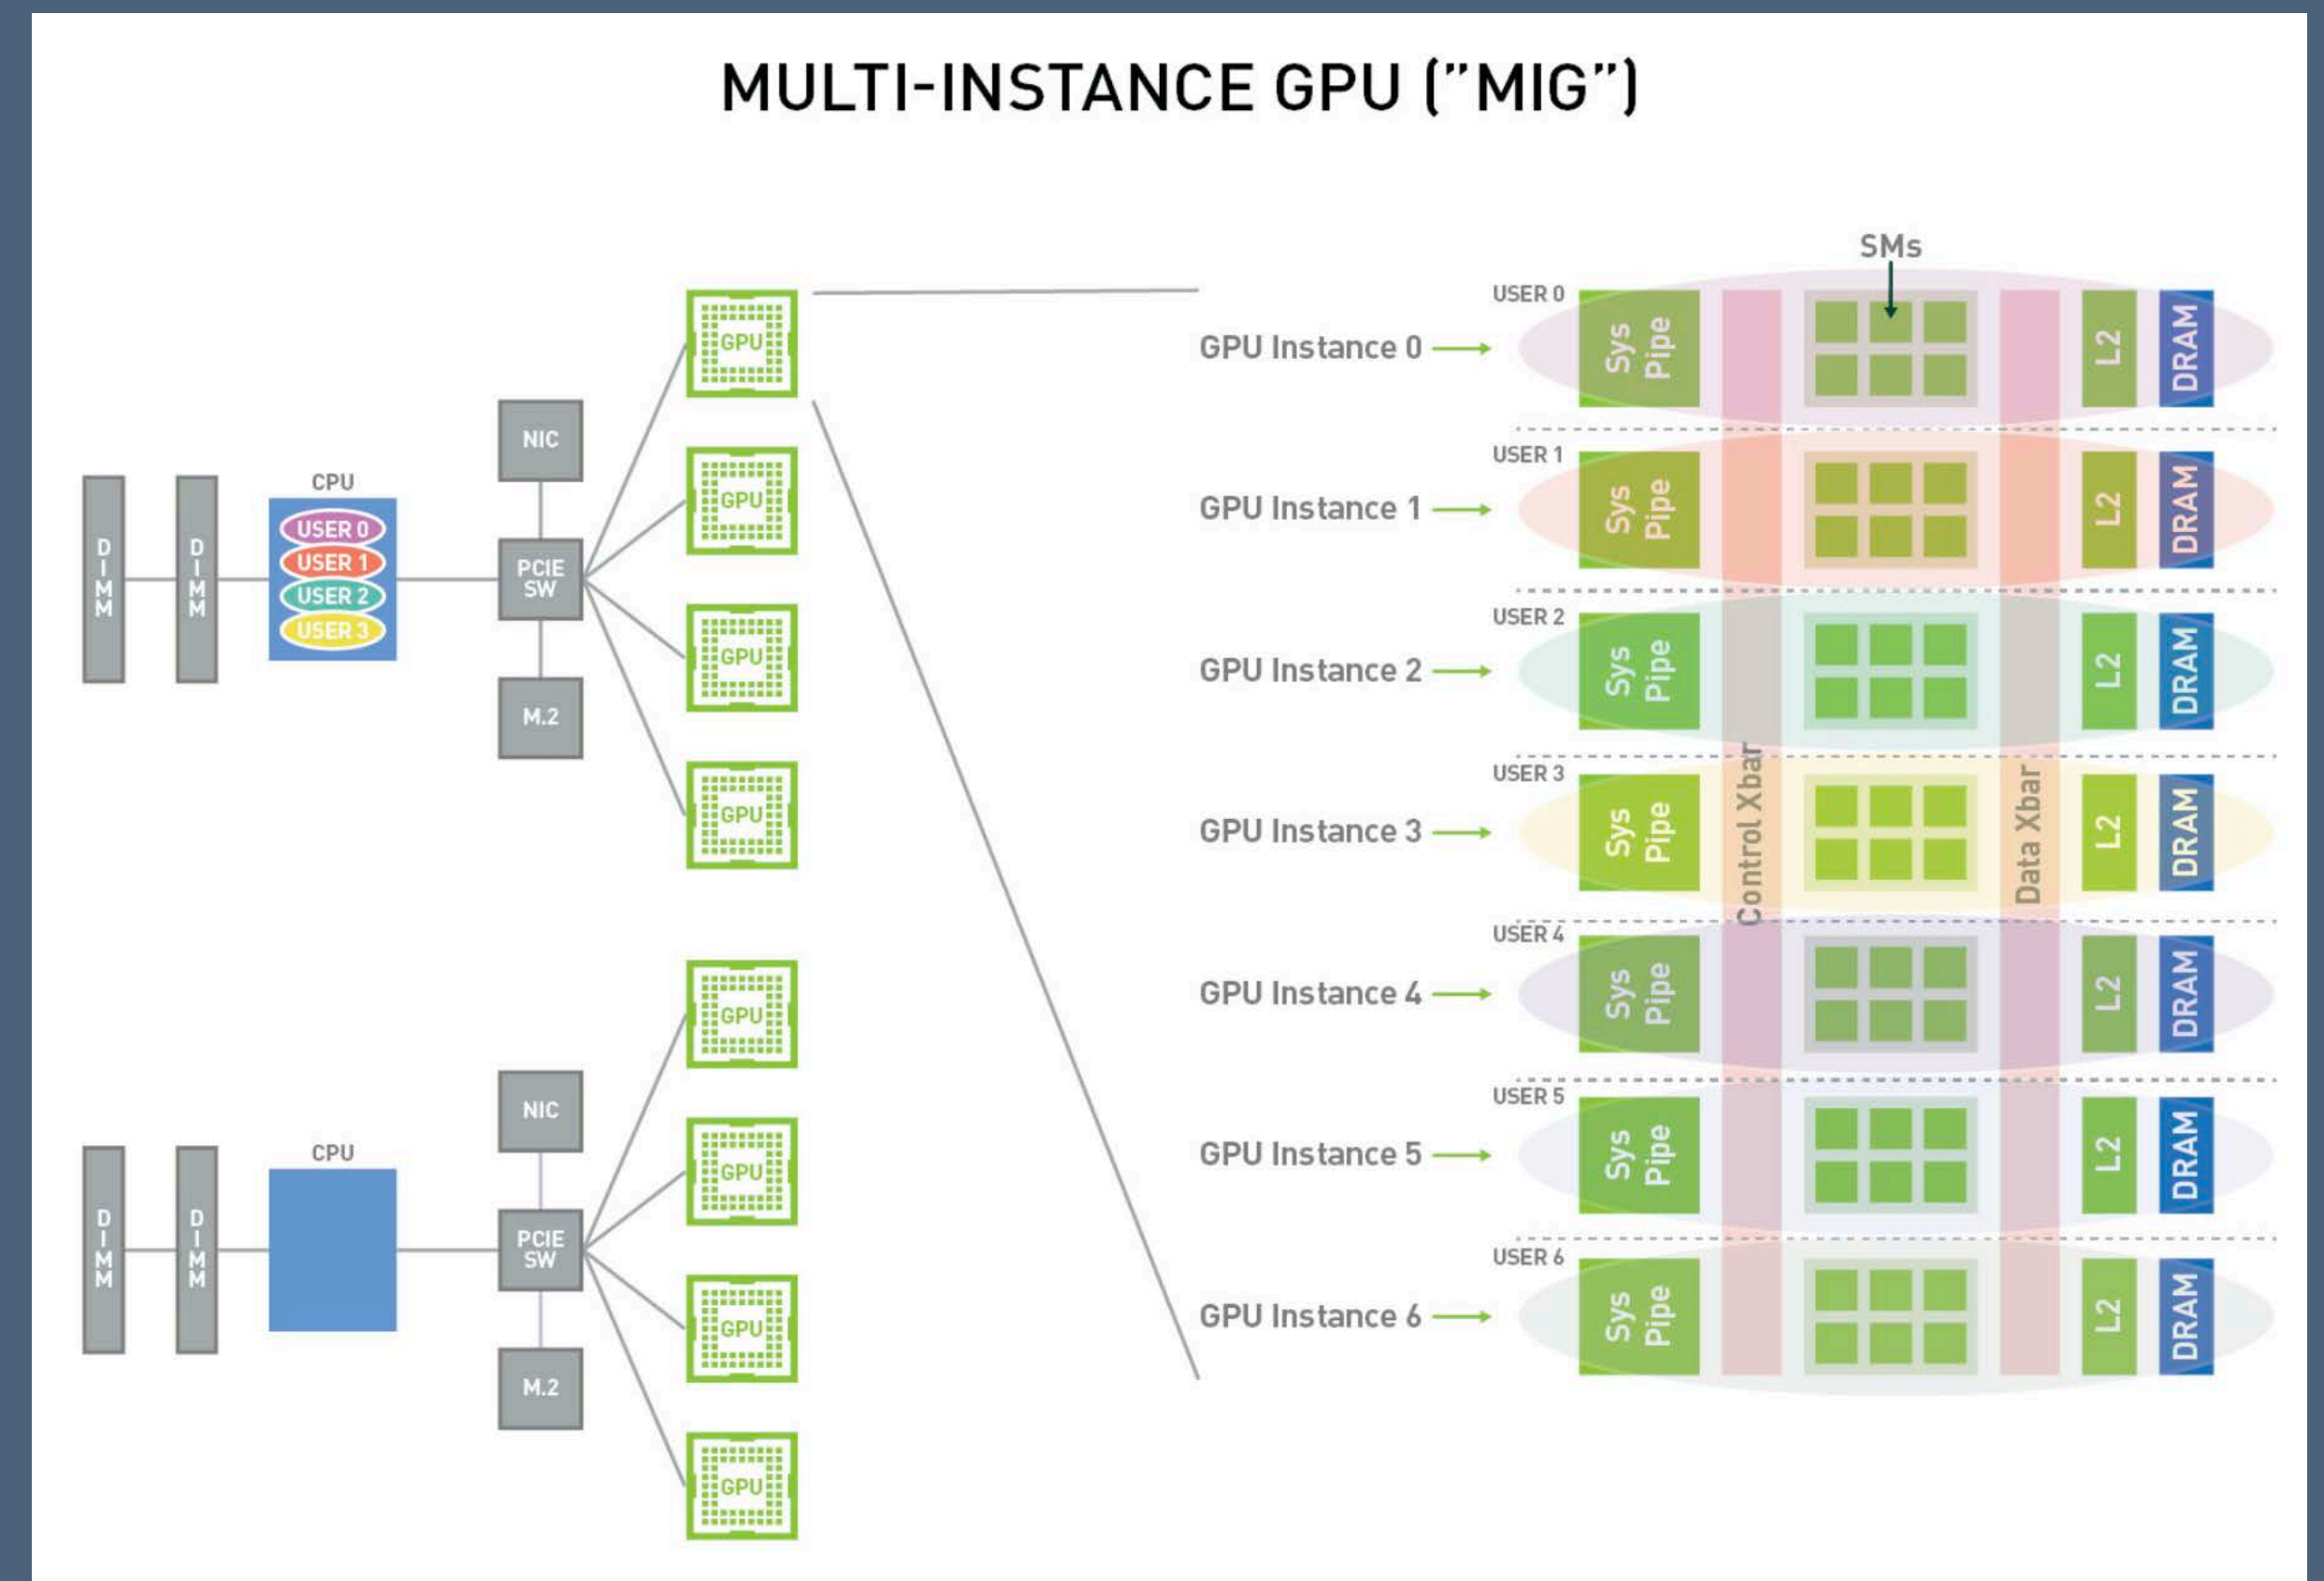 MULTI-INSTANCE GPU ("MIG")
DIMM
DIMM
CPU
USER 0
USER 1
USER 2
USER 3
NIC
PCIE
SW
M.2
GPU
GPU
GPU
GPU
DIMM
DIMM
CPU
NIC
PCIE
SW
M.2
GPU
GPU
GPU
GPU
SMs
USER 0
GPU Instance 0
Sys
Pipe
L2
DRAM
USER 1
GPU Instance 1
Sys
Pipe
L2
DRAM
USER 2
GPU Instance 2
Sys
Pipe
L2
DRAM
USER 3
GPU Instance 3
Sys
Pipe
Control Xbar
Data Xbar
L2
DRAM
USER 4
GPU Instance 4
Sys
Pipe
L2
DRAM
USER 5
GPU Instance 5
Sys
Pipe
L2
DRAM
USER 6
GPU Instance 6
Sys
Pipe
L2
DRAM